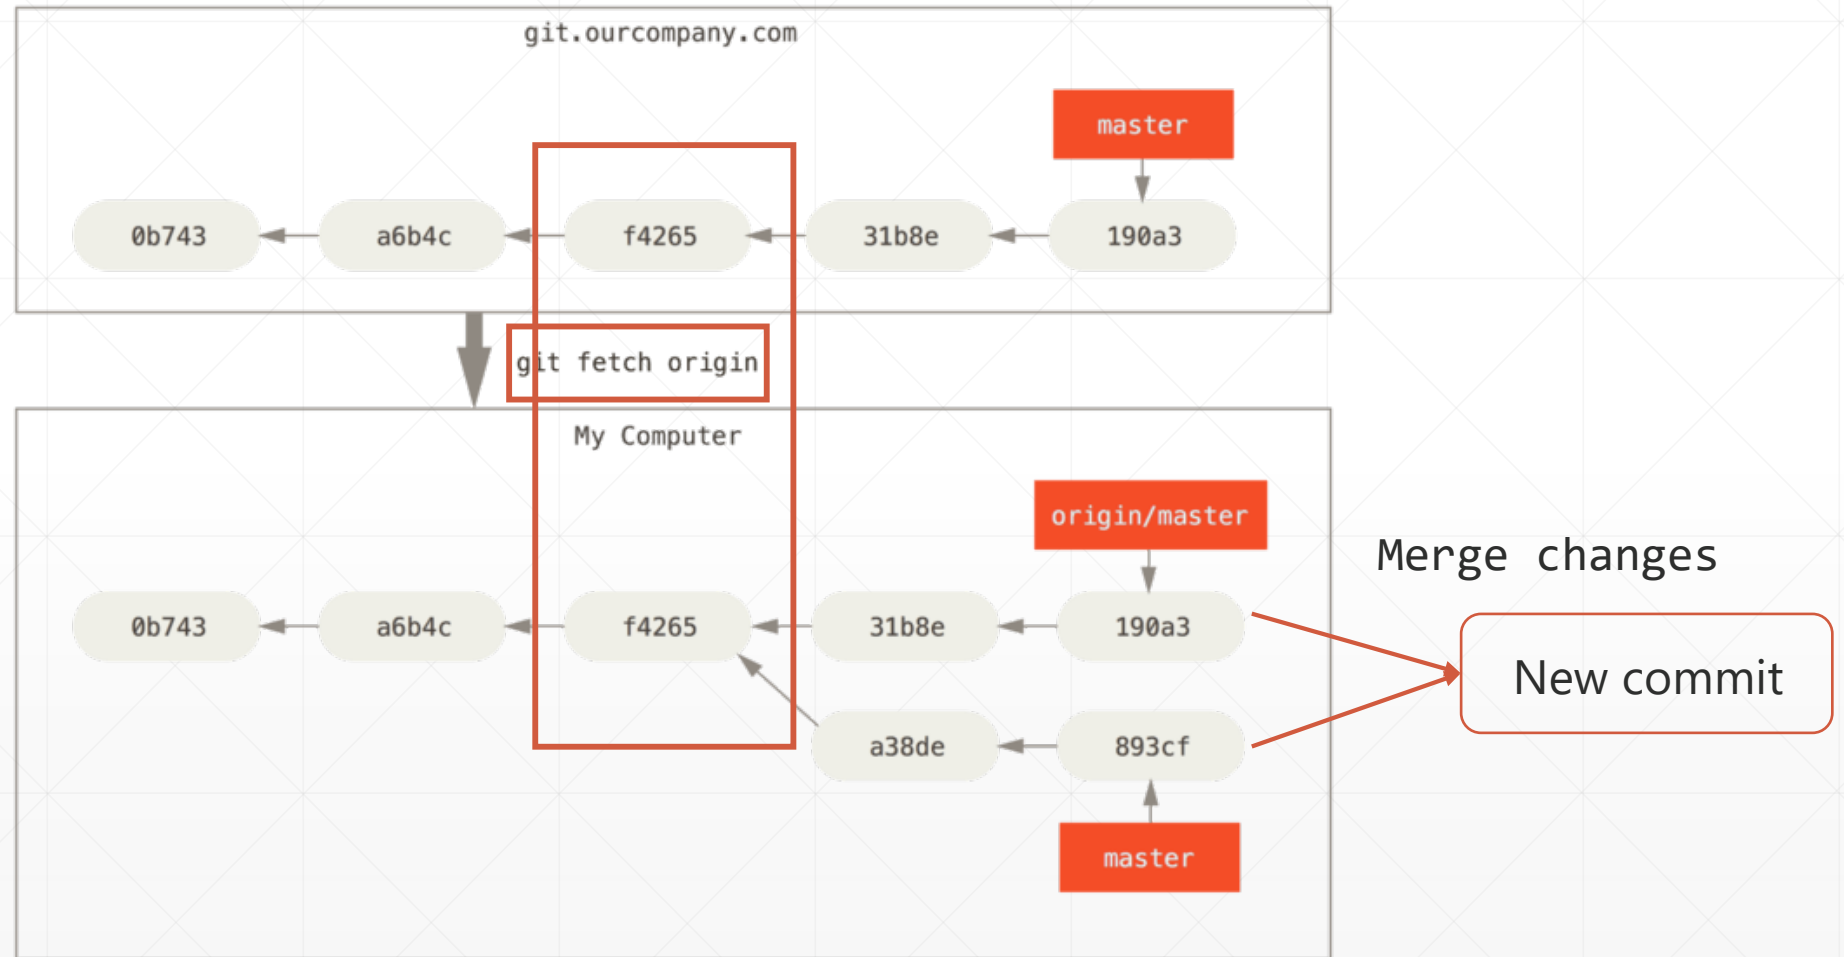 git.ourcompany.com
master
0b743
a6b4c
f4265
31b8e
190a3
git fetch origin
My Computer
origin/master
Merge changes
0b743
a6b4c
f4265
31b8e
190a3
New commit
a38de
893cf
master